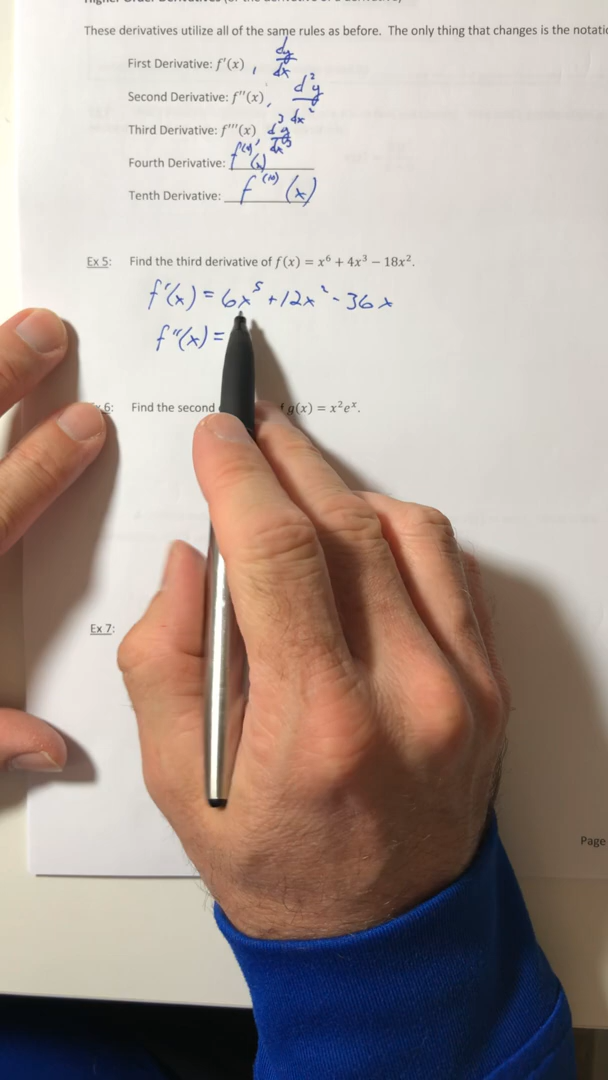 These derivatives utilize all of the same rules as before. The only thing that changes is the
First Derivative: f'(x) , dy/dx
Second Derivative: f''(x), d²y/dx²
Third Derivative: f'''(x) d³y/dx³
Fourth Derivative: f⁽⁴⁾(x)
Tenth Derivative: f⁽¹⁰⁾(x)
Ex 5: Find the third derivative of f(x) = x⁶ + 4x³ − 18x².
f'(x) = 6x⁵ + 12x² - 36x
f''(x) =
6: Find the second g(x) = x²eˣ.
Ex 7:
Page